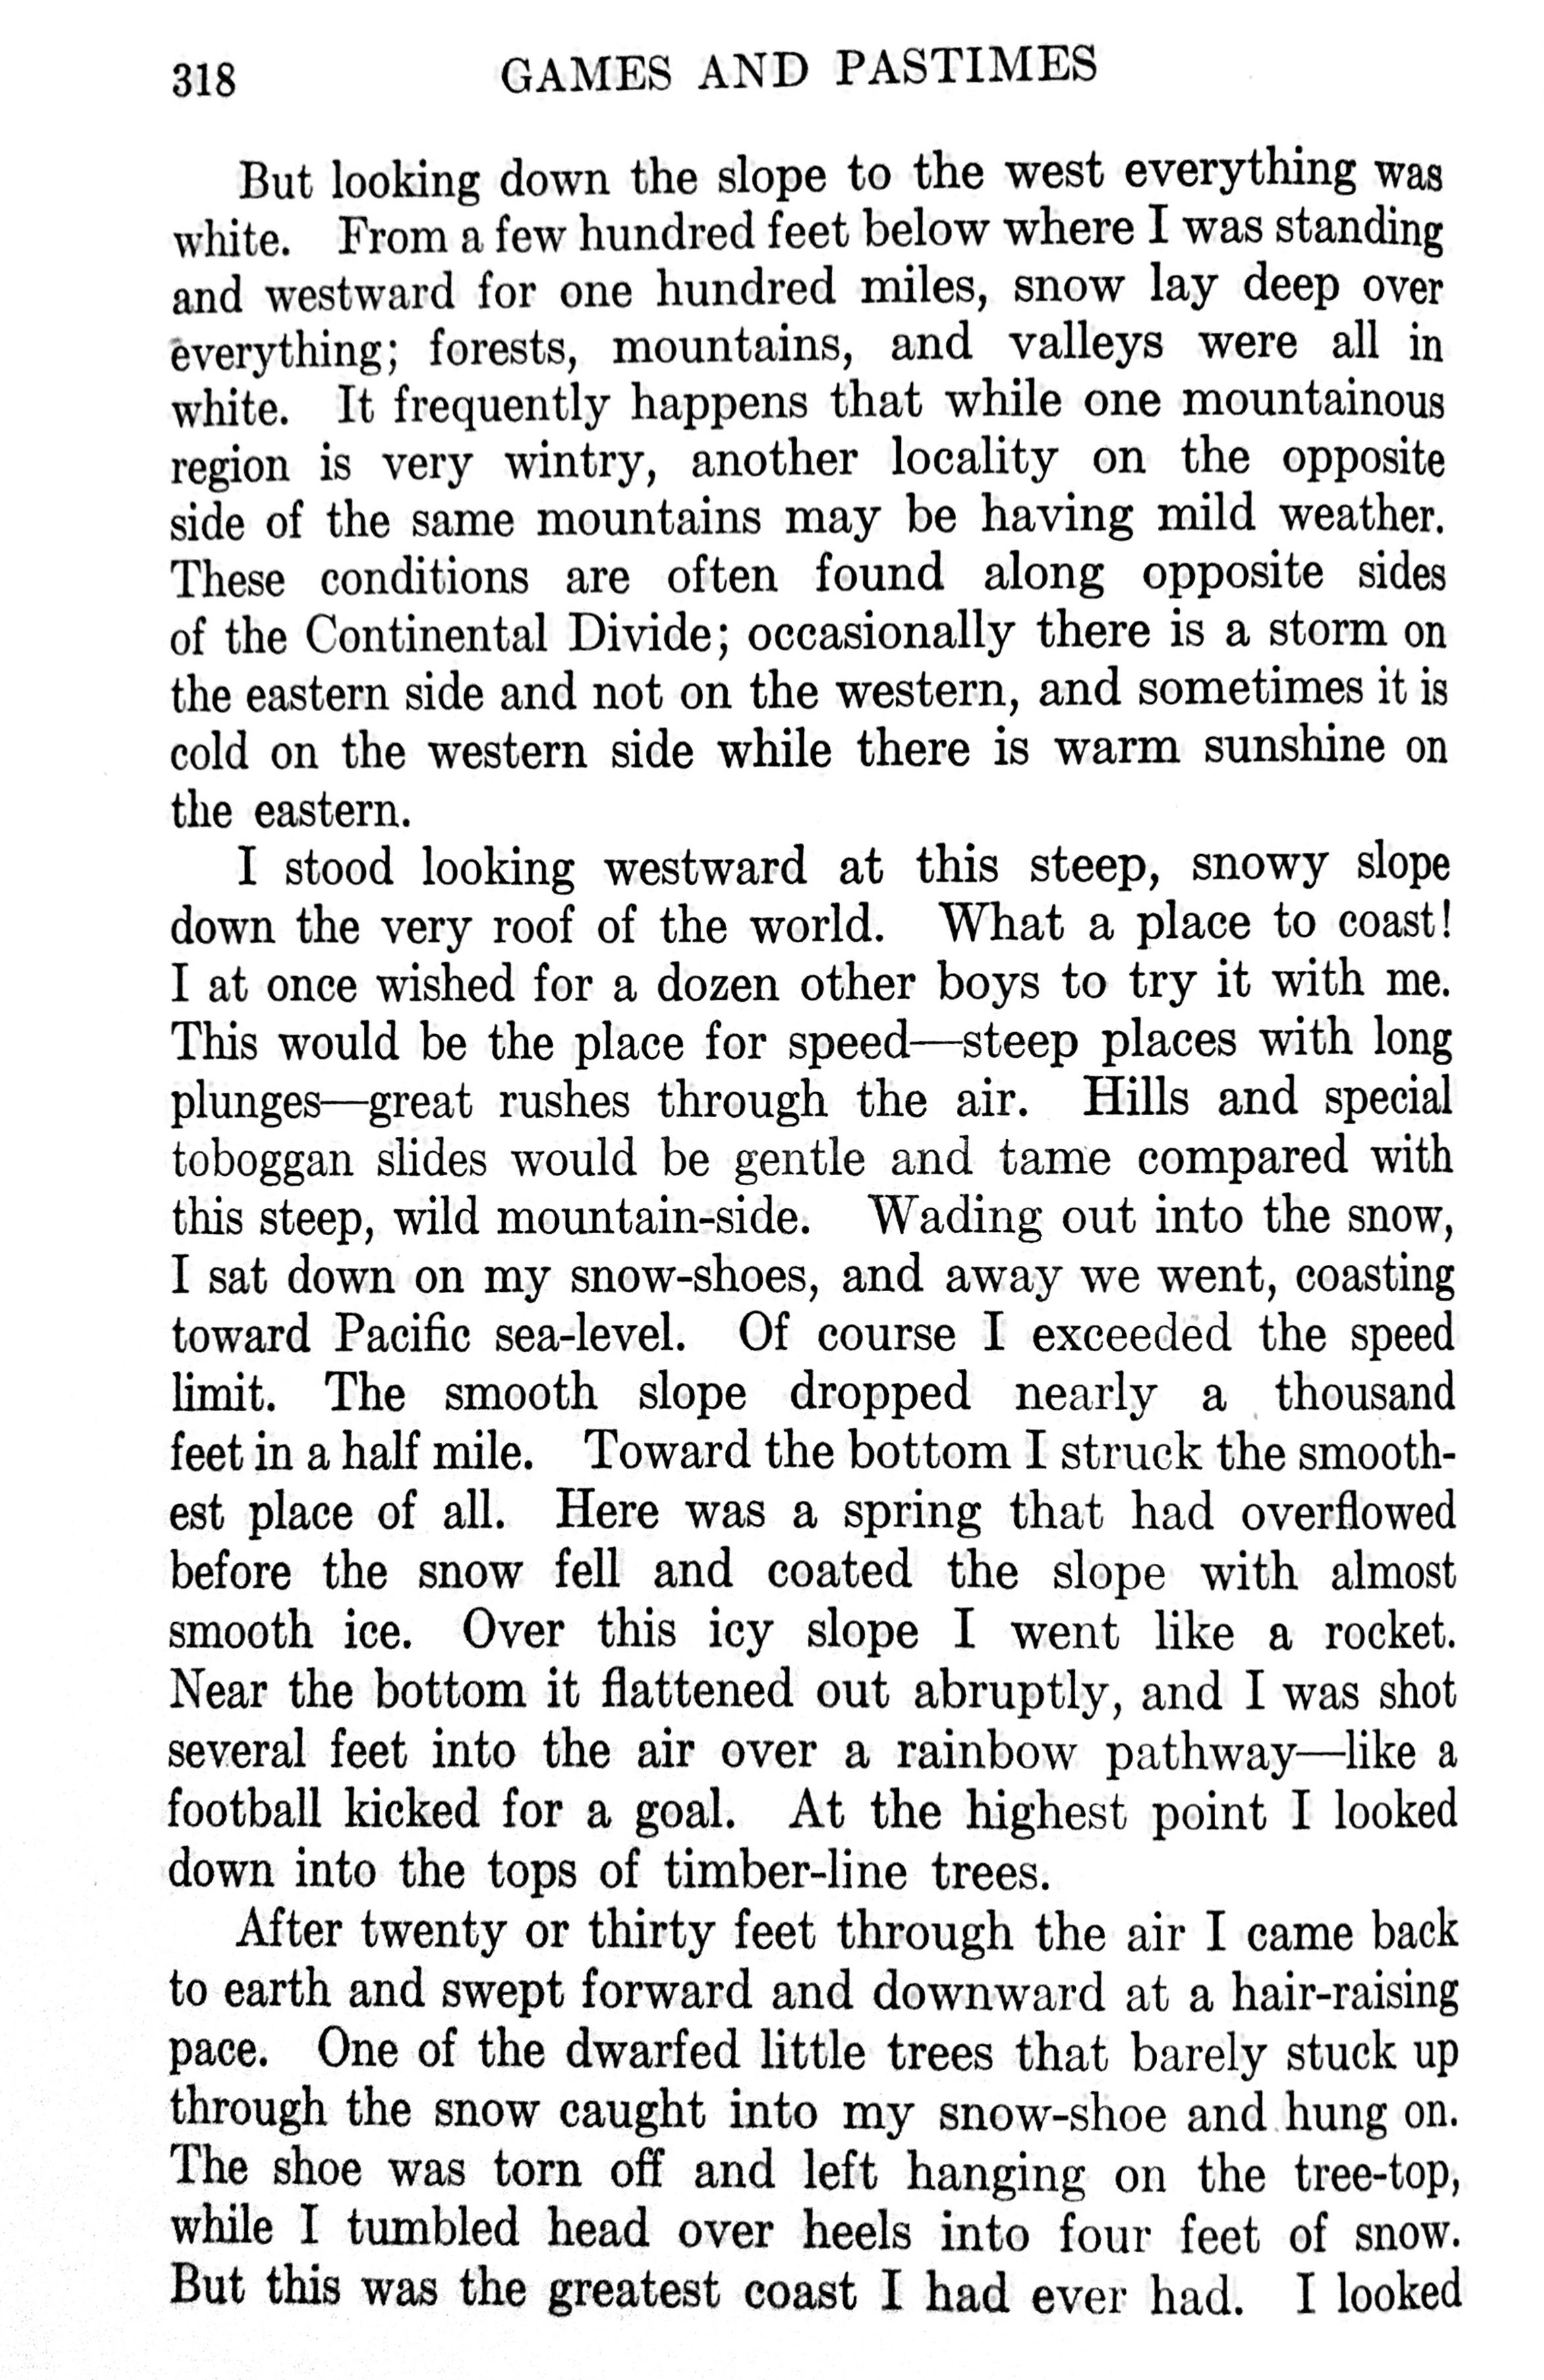 318 GAMES AND PASTIMES
But looking down the slope to the west everything was
white. From a few hundred feet below where I was standing
and westward for one hundred miles, snow lay deep over
everything; forests, mountains, and valleys were all in
white. It frequently happens that while one mountainous
region is very wintry, another locality on the opposite
side of the same mountains may be having mild weather.
These conditions are often found along opposite sides
of the Continental Divide; occasionally there is a storm on
the eastern side and not on the western, and sometimes it is
cold on the western side while there is warm sunshine on
the eastern.
I stood looking westward at this steep, snowy slope
down the very roof of the world. What a place to coast!
I at once wished for a dozen other boys to try it with me.
This would be the place for speed—steep places with long
plunges—great rushes through the air. Hills and special
toboggan slides would be gentle and tame compared with
this steep, wild mountain-side. Wading out into the snow,
I sat down on my snow-shoes, and away we went, coasting
toward Pacific sea-level. Of course I exceeded the speed
limit. The smooth slope dropped nearly a thousand
feet in a half mile. Toward the bottom I struck the smooth-
est place of all. Here was a spring that had overflowed
before the snow fell and coated the slope with almost
smooth ice. Over this icy slope I went like a rocket.
Near the bottom it flattened out abruptly, and I was shot
several feet into the air over a rainbow pathway—like a
football kicked for a goal. At the highest point I looked
down into the tops of timber-line trees.
After twenty or thirty feet through the air I came back
to earth and swept forward and downward at a hair-raising
pace. One of the dwarfed little trees that barely stuck up
through the snow caught into my snow-shoe and hung on.
The shoe was torn off and left hanging on the tree-top,
while I tumbled head over heels into four feet of snow.
But this was the greatest coast I had ever had. I looked